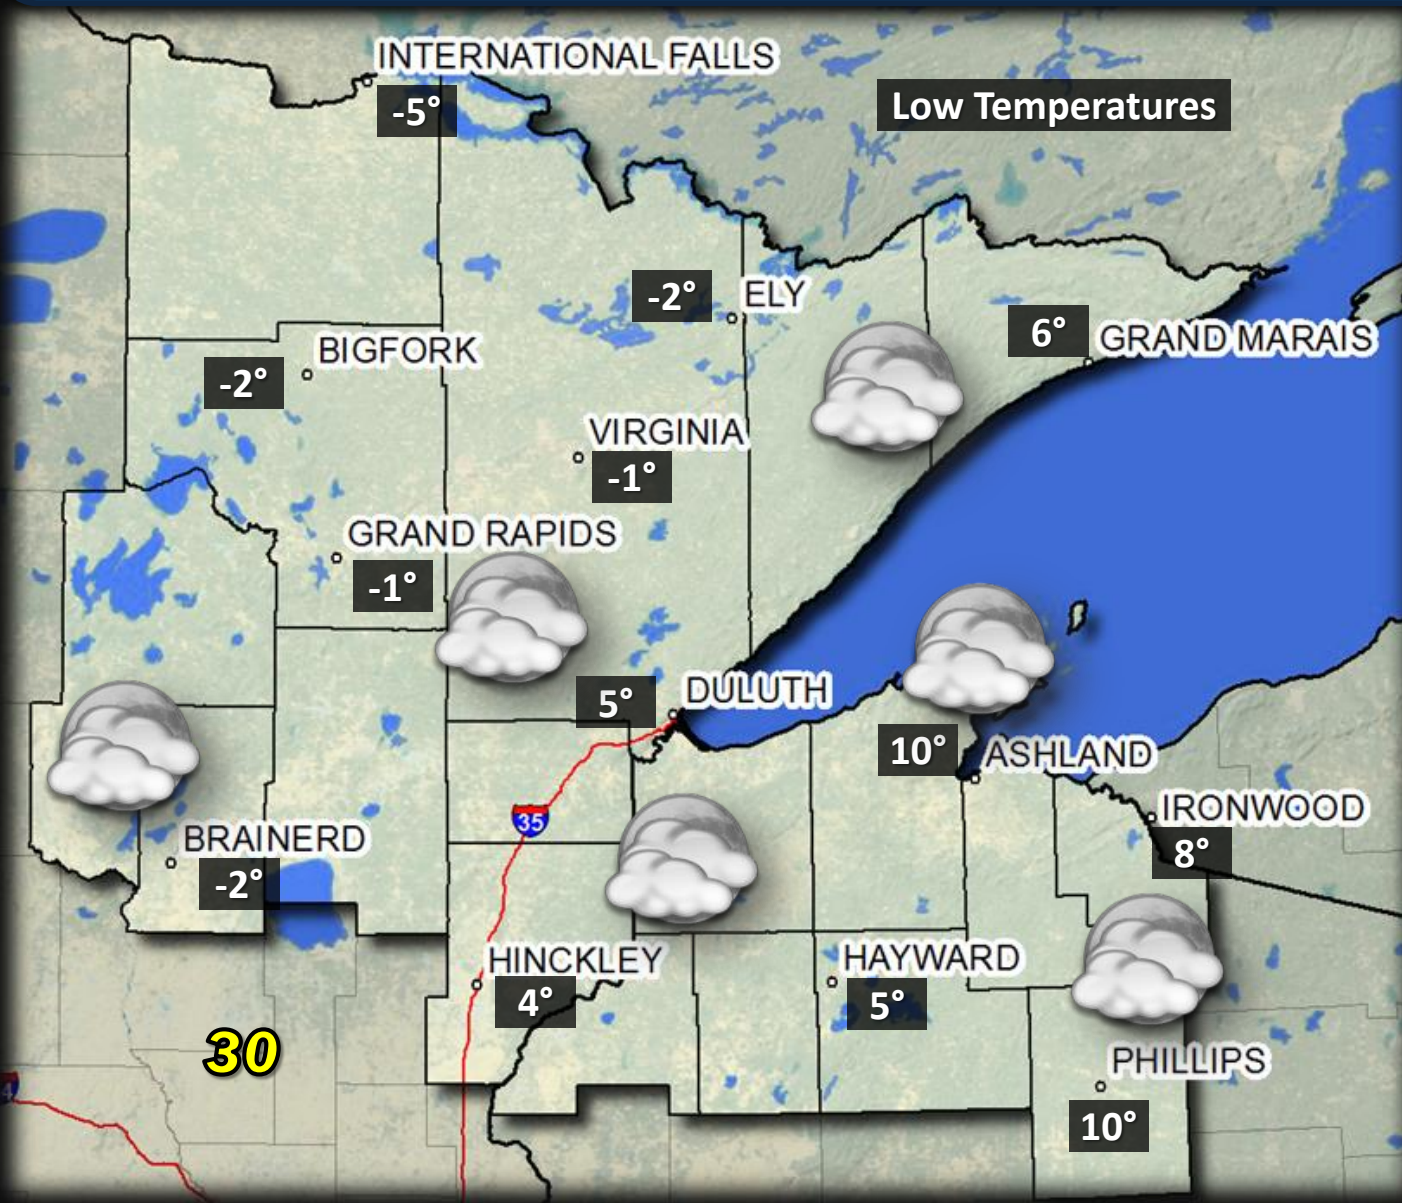 INTERNATIONAL FALLS
-5°
Low Temperatures
-2°
ELY
6°
GRAND MARAIS
BIGFORK
-2°
VIRGINIA
-1°
GRAND RAPIDS
-1°
5°
DULUTH
10°
ASHLAND
IRONWOOD
8°
35
BRAINERD
-2°
HINCKLEY
4°
HAYWARD
5°
30
PHILLIPS
10°
4